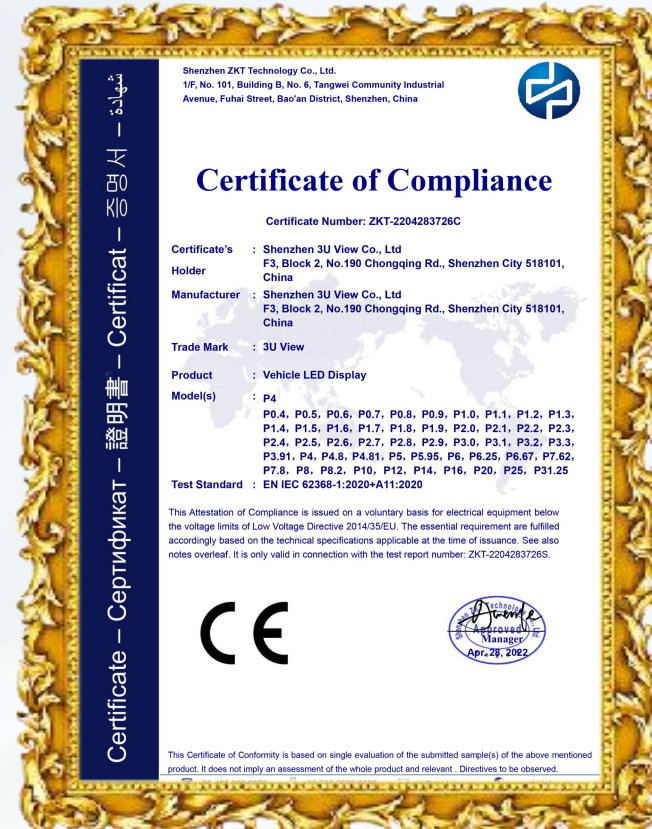 Shenzhen ZKT Technology Co., Ltd.
1/F, No. 101, Building B, No. 6, Tangwei Community Industrial
Avenue, Fuhai Street, Bao'an District, Shenzhen, China
Certificate of Compliance
Certificate Number: ZKT-2204283726C
Certificate's Holder : Shenzhen 3U View Co., Ltd
F3, Block 2, No.190 Chongqing Rd., Shenzhen City 518101,
China
Manufacturer : Shenzhen 3U View Co., Ltd
F3, Block 2, No.190 Chongqing Rd., Shenzhen City 518101,
China
Trade Mark : 3U View
Product : Vehicle LED Display
Model(s) : P4
P0.4, P0.5, P0.6, P0.7, P0.8, P0.9, P1.0, P1.1, P1.2, P1.3,
P1.4, P1.5, P1.6, P1.7, P1.8, P1.9, P2.0, P2.1, P2.2, P2.3,
P2.4, P2.5, P2.6, P2.7, P2.8, P2.9, P3.0, P3.1, P3.2, P3.3,
P3.91, P4, P4.8, P4.81, P5, P5.95, P6, P6.25, P6.67, P7.62,
P7.8, P8, P8.2, P10, P12, P14, P16, P20, P25, P31.25
Test Standard : EN IEC 62368-1:2020+A11:2020
This Attestation of Compliance is issued on a voluntary basis for electrical equipment below
the voltage limits of Low Voltage Directive 2014/35/EU. The essential requirement are fulfilled
accordingly based on the technical specifications applicable at the time of issuance. See also
notes overleaf. It is only valid in connection with the test report number: ZKT-2204283726S.
CE
Approved
Manager
Apr. 28, 2022
This Certificate of Conformity is based on single evaluation of the submitted sample(s) of the above mentioned
product. It does not imply an assessment of the whole product and relevant . Directives to be observed.
Certificate – Сертификат – 證明書 – Certificat – 증명서 – شهادة